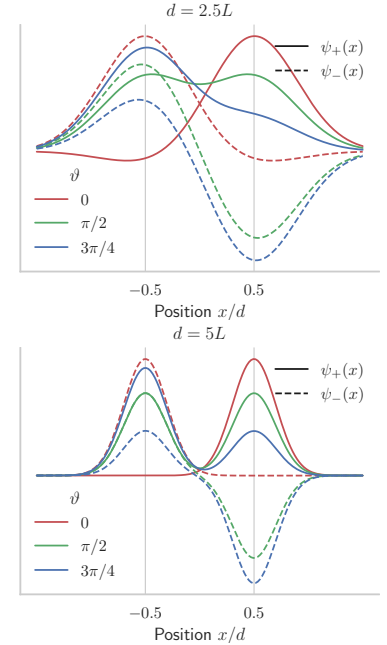 d = 2.5L
ψ₊(x)
ψ₋(x)
ϑ
0
π/2
3π/4
−0.5 0.5
Position x/d
d = 5L
ψ₊(x)
ψ₋(x)
ϑ
0
π/2
3π/4
−0.5 0.5
Position x/d